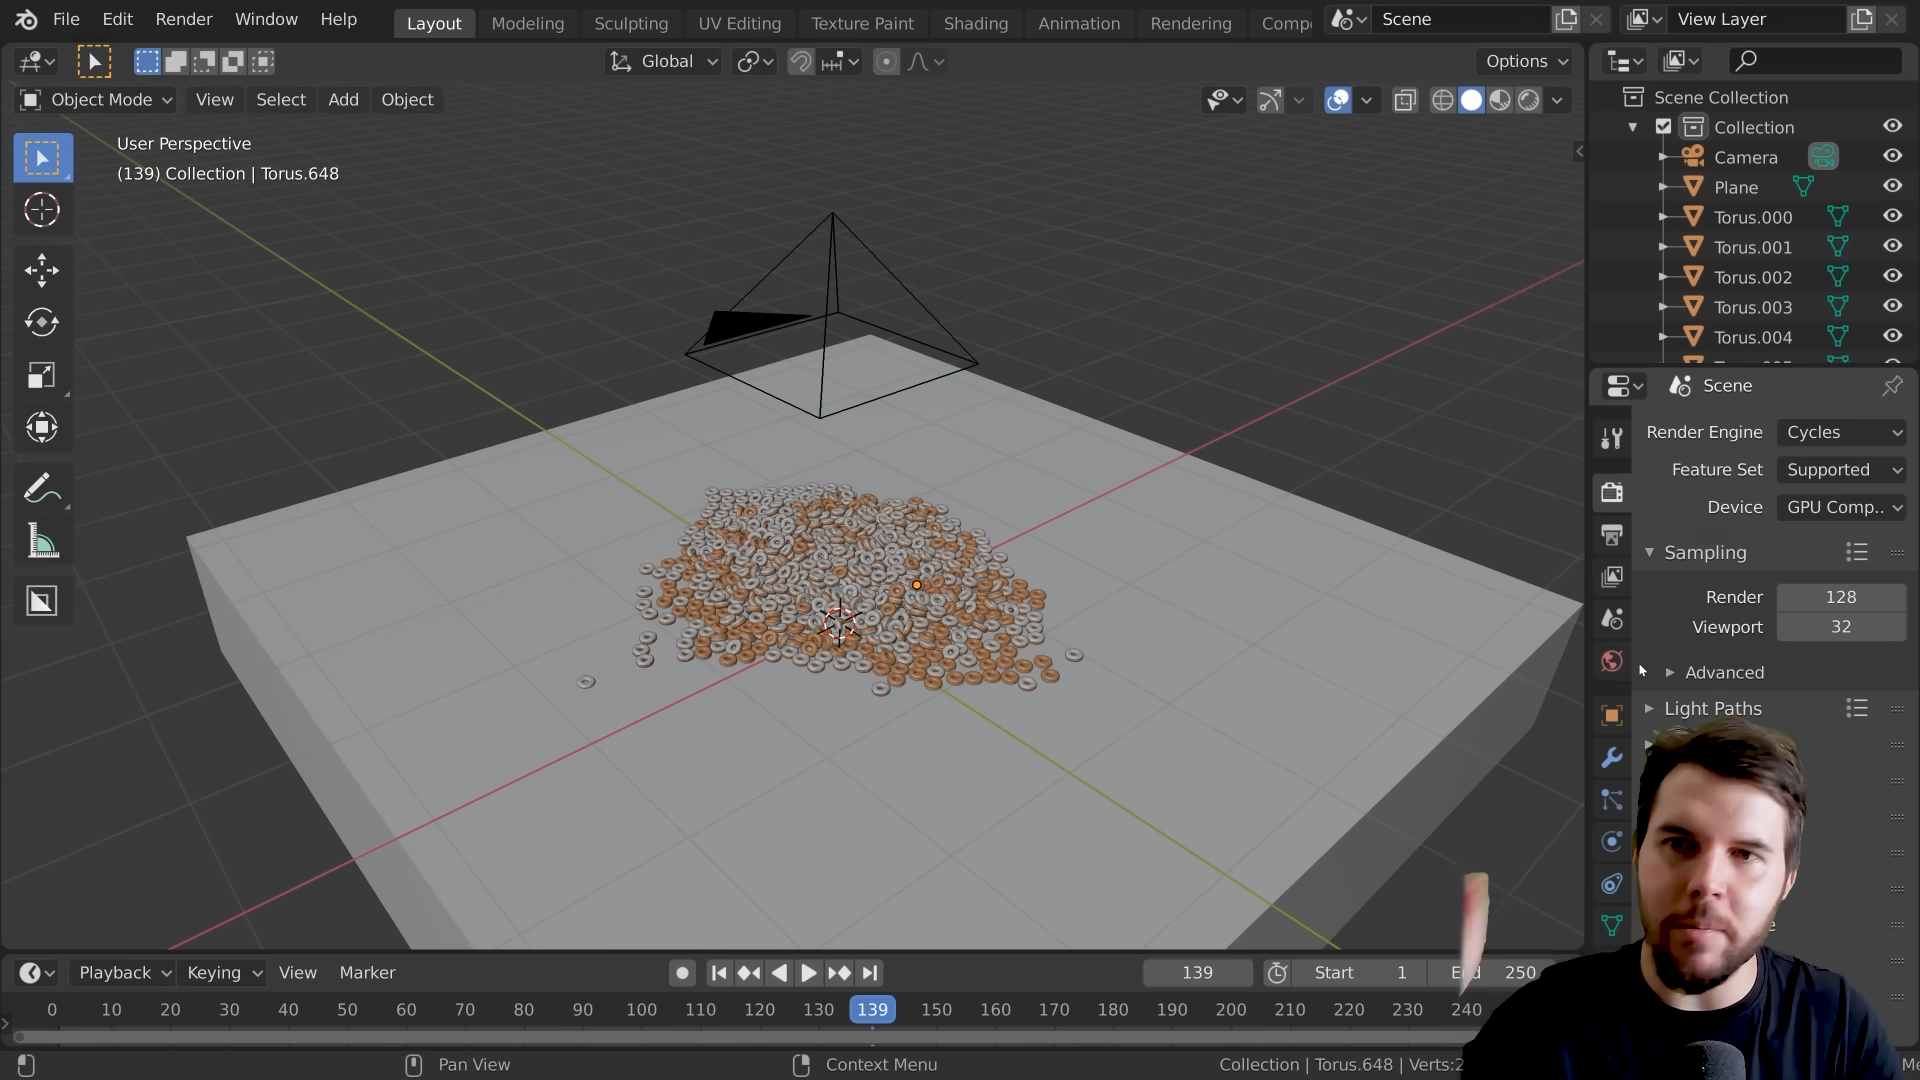 File Edit Render Window Help Layout Modeling Sculpting UV Editing Texture Paint Shading Animation Rendering Scene View Layer
Global Options
Object Mode View Select Add Object
User Perspective
(139) Collection | Torus.648
Scene Collection
Collection
Camera
Plane
Torus.000
Torus.001
Torus.002
Torus.003
Torus.004
Scene
Render Engine Cycles
Feature Set Supported
Device GPU Comp..
Sampling
Render 128
Viewport 32
Advanced
Light Paths
Playback Keying View Marker 139 Start 1 End 250
0 10 20 30 40 50 60 70 80 90 100 110 120 130 139 150 160 170 180 190 200 210 220 230 240
Pan View Context Menu Collection | Torus.648 | Verts:2